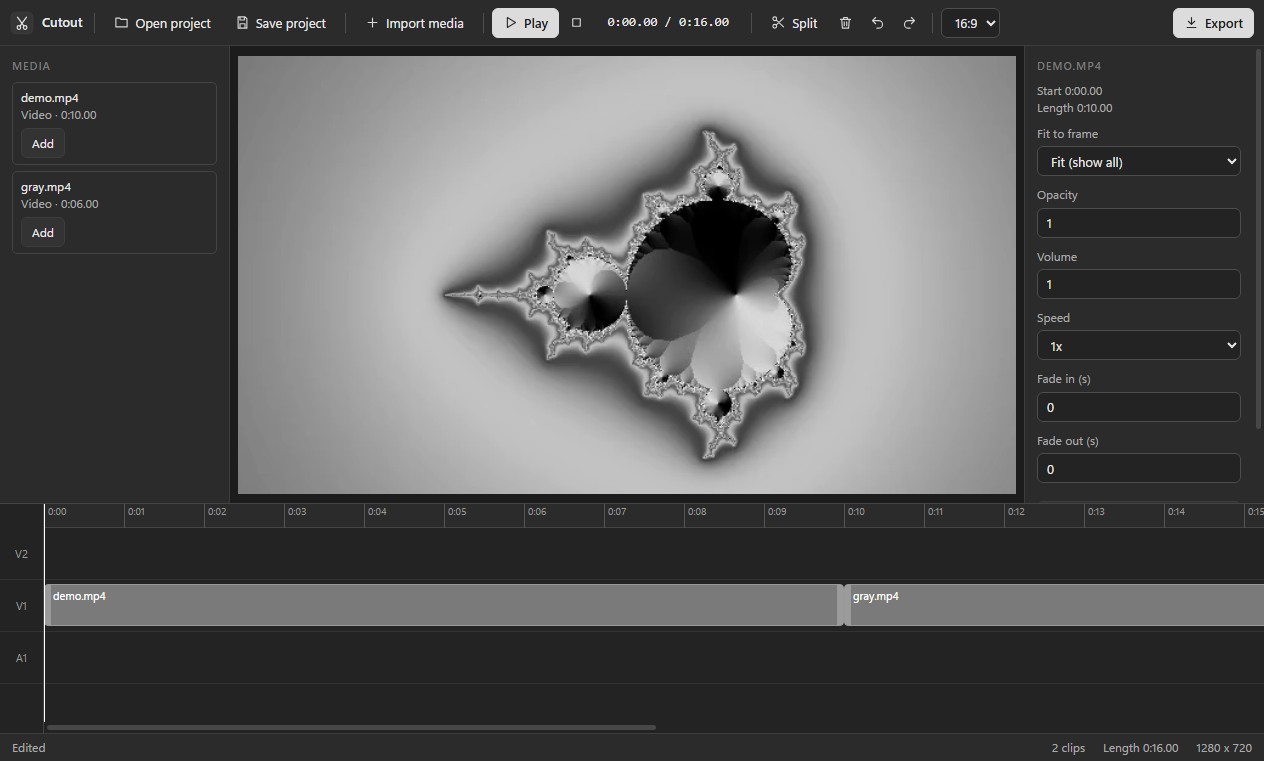 Cutout Open project Save project Import media Play 0:00.00 / 0:16.00 Split 16:9 Export
MEDIA
demo.mp4
Video · 0:10.00
Add
gray.mp4
Video · 0:06.00
Add
DEMO.MP4
Start 0:00.00
Length 0:10.00
Fit to frame
Fit (show all)
Opacity
1
Volume
1
Speed
1x
Fade in (s)
0
Fade out (s)
0
0:00 0:01 0:02 0:03 0:04 0:05 0:06 0:07 0:08 0:09 0:10 0:11 0:12 0:13 0:14 0:15
V2
V1 demo.mp4 gray.mp4
A1
Edited 2 clips Length 0:16.00 1280 x 720